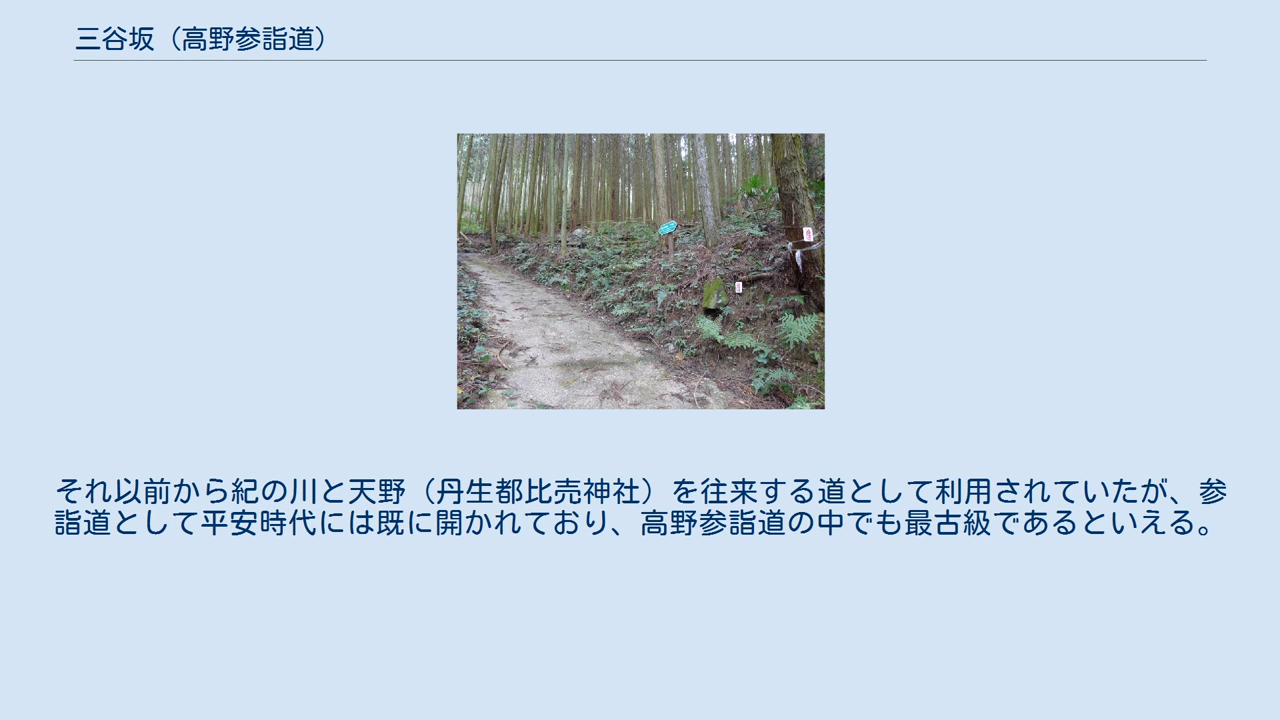 三谷坂（高野参詣道）
それ以前から紀の川と天野（丹生都比売神社）を往来する道として利用されていたが、参
詣道として平安時代には既に開かれており、高野参詣道の中でも最古級であるといえる。